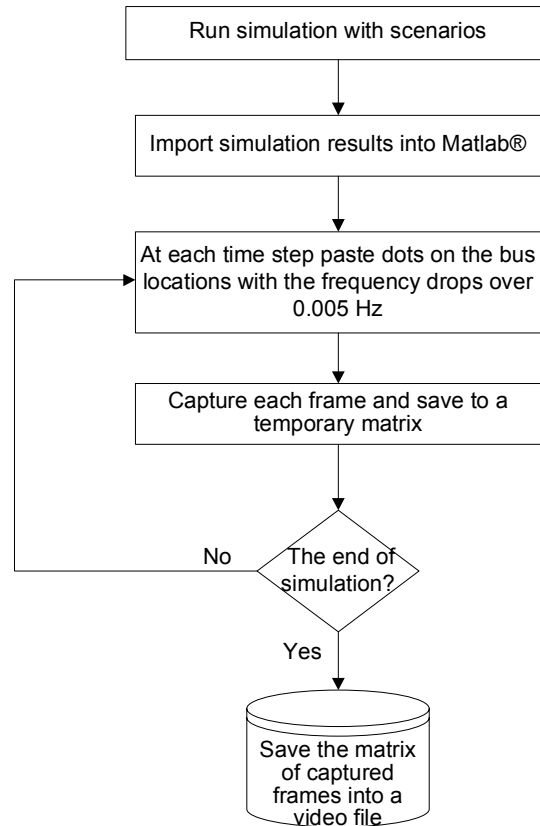 Run simulation with scenarios
Import simulation results into Matlab®
At each time step paste dots on the bus
locations with the frequency drops over
0.005 Hz
Capture each frame and save to a
temporary matrix
No
The end of
simulation?
Yes
Save the matrix
of captured
frames into a
video file